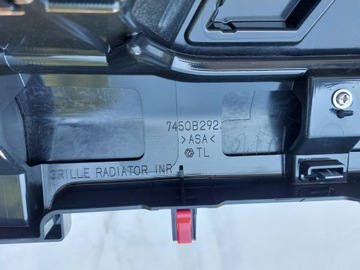 7450B292
>ASA<
TL
GRILLE RADIATOR INR